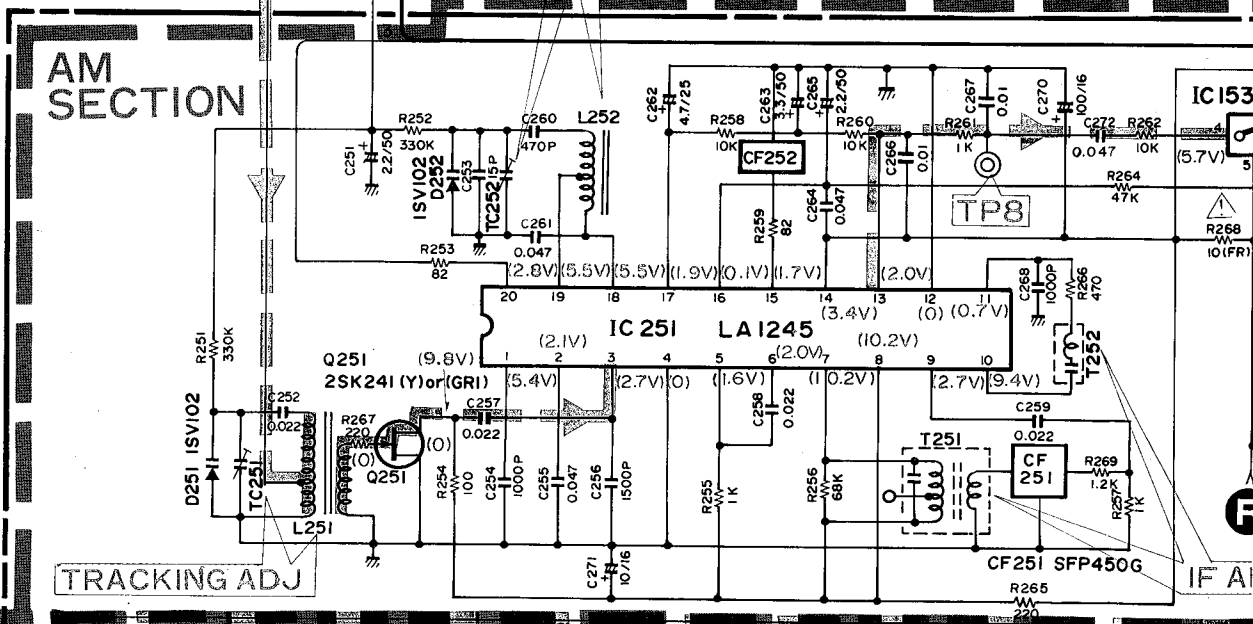 AM
SECTION
IC153
4
(5.7V)
5
C251
2.2/50
R252
330K
1SV102
D252
C253
TC252
15P
C260
470P
L252
C261
0.047
C262
4.7/25
R258
10K
C263
3.3/50
C265
2.2/50
CF252
R260
10K
C266
0.01
R261
1K
C267
0.01
C270
100/16
C272
0.047
R262
10K
TP8
R264
47K
R268
10(FR)
R259
82
C264
0.047
R253
82
(2.8V)
(5.5V)
(5.5V)
(1.9V)
(0.1V)
(1.7V)
(2.0V)
20
19
18
17
16
15
14
13
12
11
(3.4V)
(0)
(0.7V)
C268
1000P
R266
470
T252
IC251
LA1245
(2.1V)
(2.0V)
(10.2V)
1
2
3
4
5
6
7
8
9
10
R251
330K
Q251
2SK241 (Y) or (GR1)
(9.8V)
(5.4V)
(2.7V)
(0)
(1.6V)
(10.2V)
(2.7V)
(9.4V)
C252
0.022
R267
220
(0)
(0)
Q251
C257
0.022
C258
0.022
C259
0.022
D251 1SV102
TC251
L251
R254
100
C254
1000P
C255
0.047
C256
1500P
R255
1K
R256
68K
T251
CF
251
R269
1.2K
R257
1K
TRACKING ADJ
C271
10/16
CF251 SFP450G
R265
220